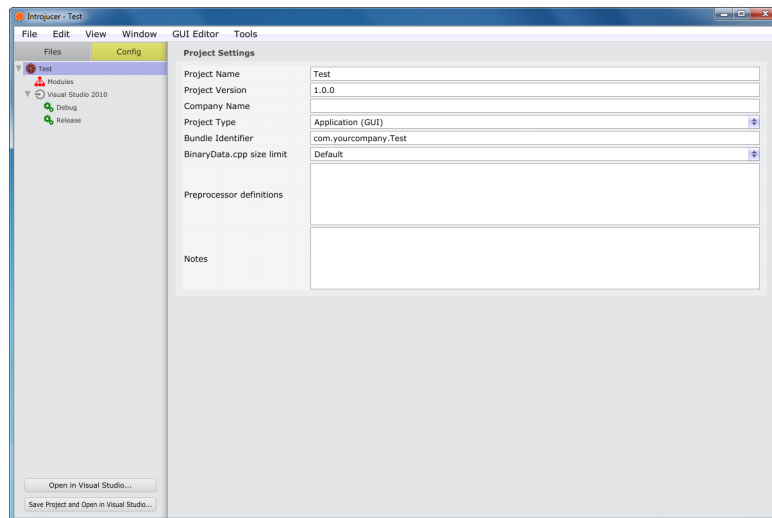 Introjucer - Test
File Edit View Window GUI Editor Tools
Files Config
Test
Modules
Visual Studio 2010
Debug
Release
Open in Visual Studio...
Save Project and Open in Visual Studio...
Project Settings
Project Name Test
Project Version 1.0.0
Company Name
Project Type Application (GUI)
Bundle Identifier com.yourcompany.Test
BinaryData.cpp size limit Default
Preprocessor definitions
Notes